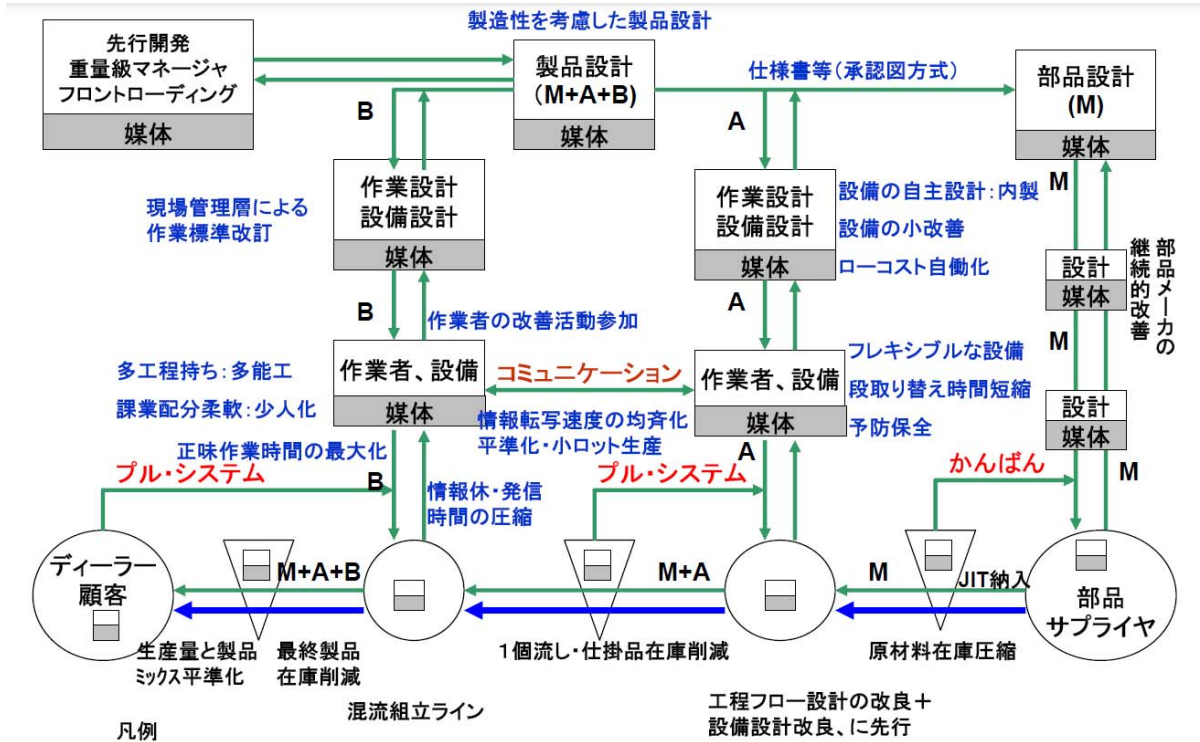 製造性を考慮した製品設計
先行開発
重量級マネージャ
フロントローディング
媒体
製品設計
(M+A+B)
媒体
仕様書等(承認図方式)
部品設計
(M)
媒体
B
A
M
現場管理層による
作業標準改訂
作業設計
設備設計
媒体
作業設計
設備設計
媒体
設備の自主設計:内製
設備の小改善
ローコスト自働化
設計
媒体
部品メーカの
継続的改善
B
A
M
作業者の改善活動参加
多工程持ち:多能工
課業配分柔軟:少人化
正味作業時間の最大化
作業者、設備
媒体
コミュニケーション
情報転写速度の均斉化
平準化・小ロット生産
作業者、設備
媒体
フレキシブルな設備
段取り替え時間短縮
予防保全
設計
媒体
プル・システム
B
情報休・発信
時間の圧縮
プル・システム
A
かんばん
M
ディーラー
顧客
M+A+B
M+A
M
JIT納入
部品
サプライヤ
生産量と製品
ミックス平準化
最終製品
在庫削減
1個流し・仕掛品在庫削減
原材料在庫圧縮
混流組立ライン
工程フロー設計の改良+
設備設計改良、に先行
凡例